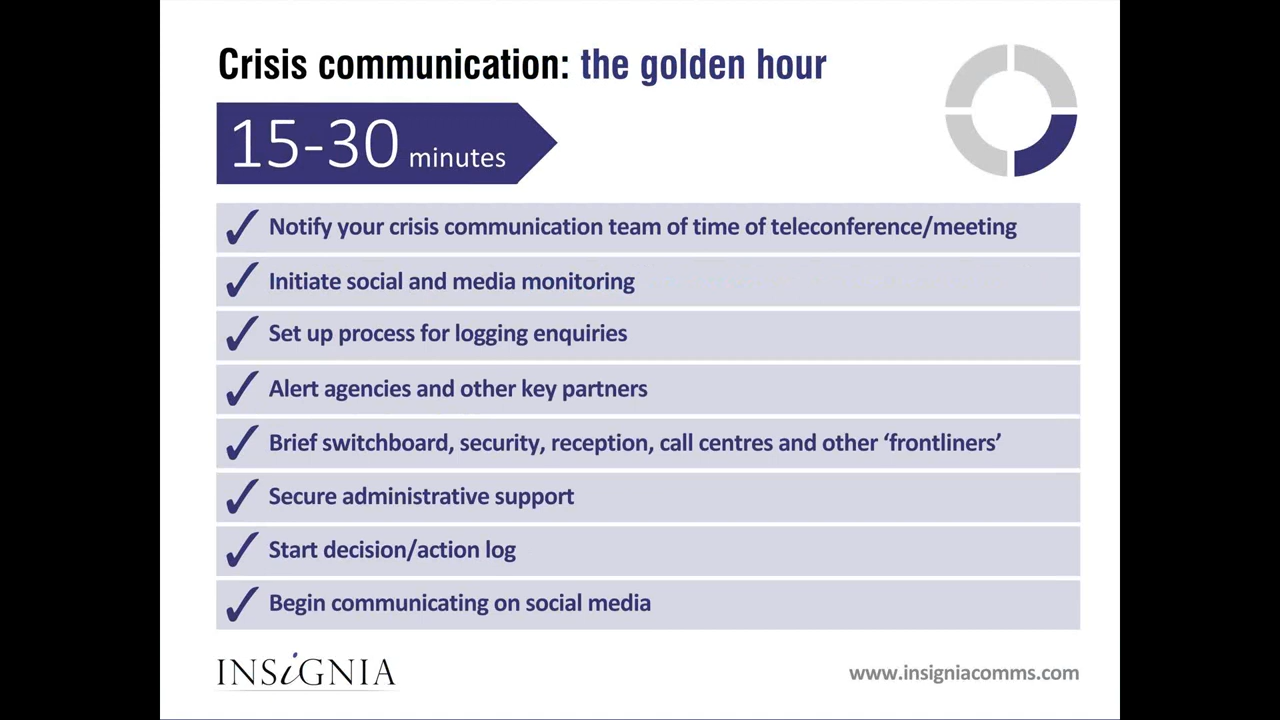 Crisis communication: the golden hour
15-30 minutes
Notify your crisis communication team of time of teleconference/meeting
Initiate social and media monitoring
Set up process for logging enquiries
Alert agencies and other key partners
Brief switchboard, security, reception, call centres and other ‘frontliners’
Secure administrative support
Start decision/action log
Begin communicating on social media
INSiGNIA
www.insigniacomms.com